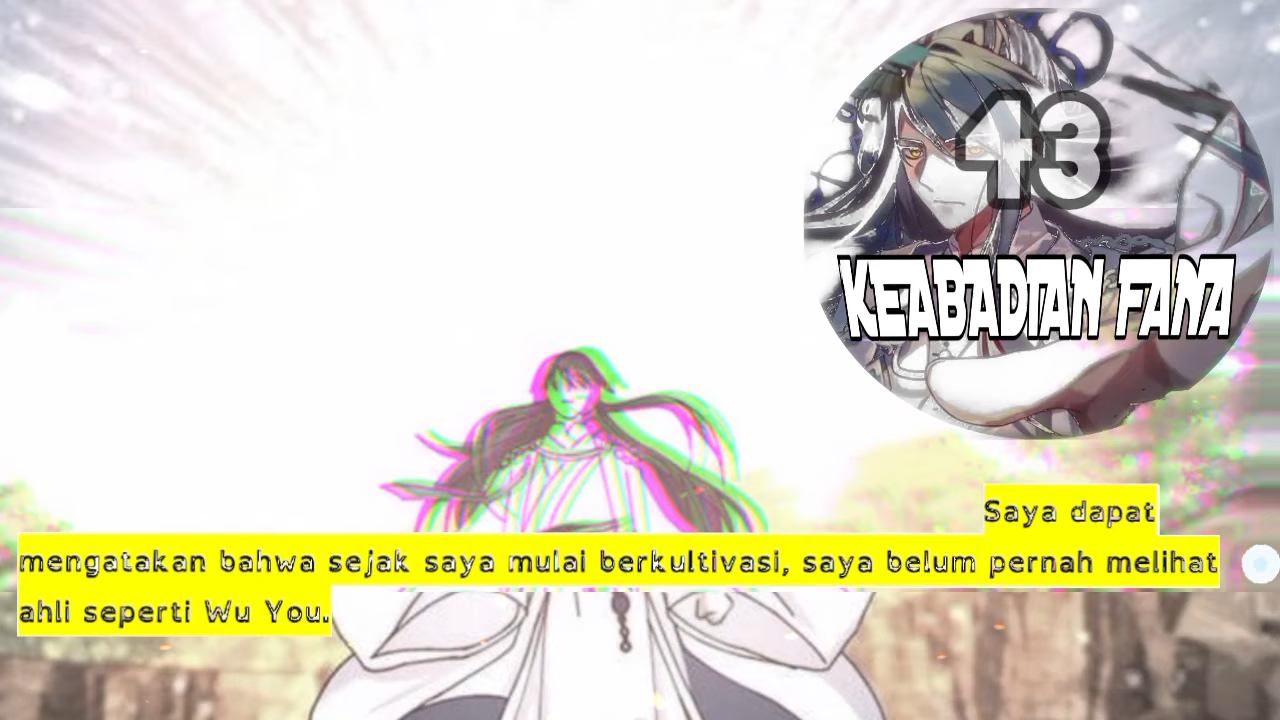 43
KEABADIAN FANA
Saya dapat
mengatakan bahwa sejak saya mulai berkultivasi, saya belum pernah melihat
ahli seperti Wu You.